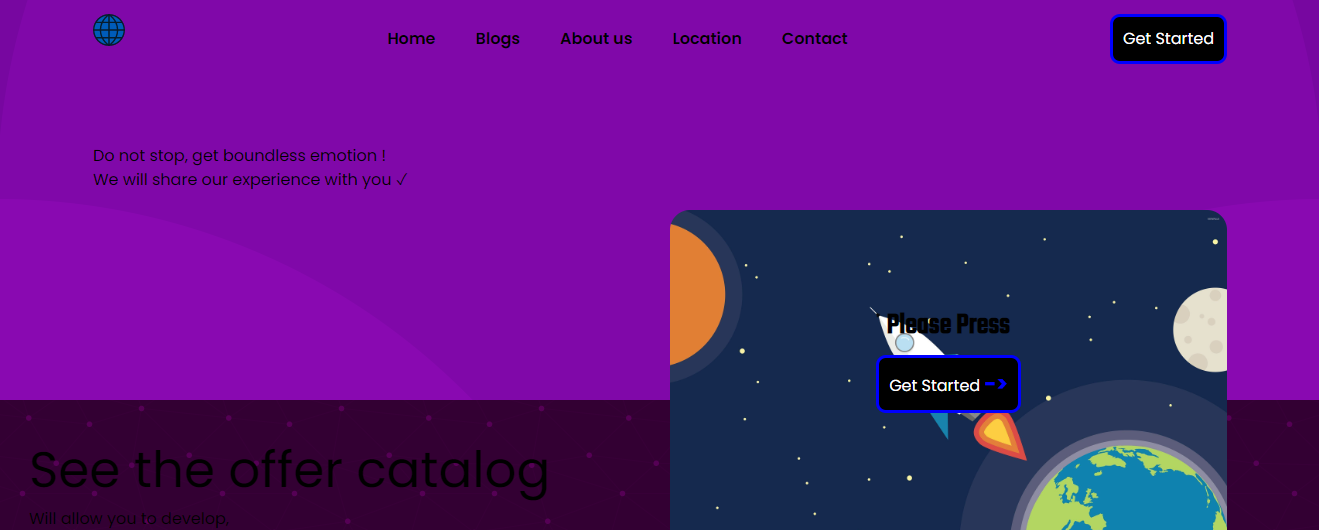 Home Blogs About us Location Contact Get Started
Do not stop, get boundless emotion !
We will share our experience with you ✓
Please Press
Get Started -->
See the offer catalog
Will allow you to develop.